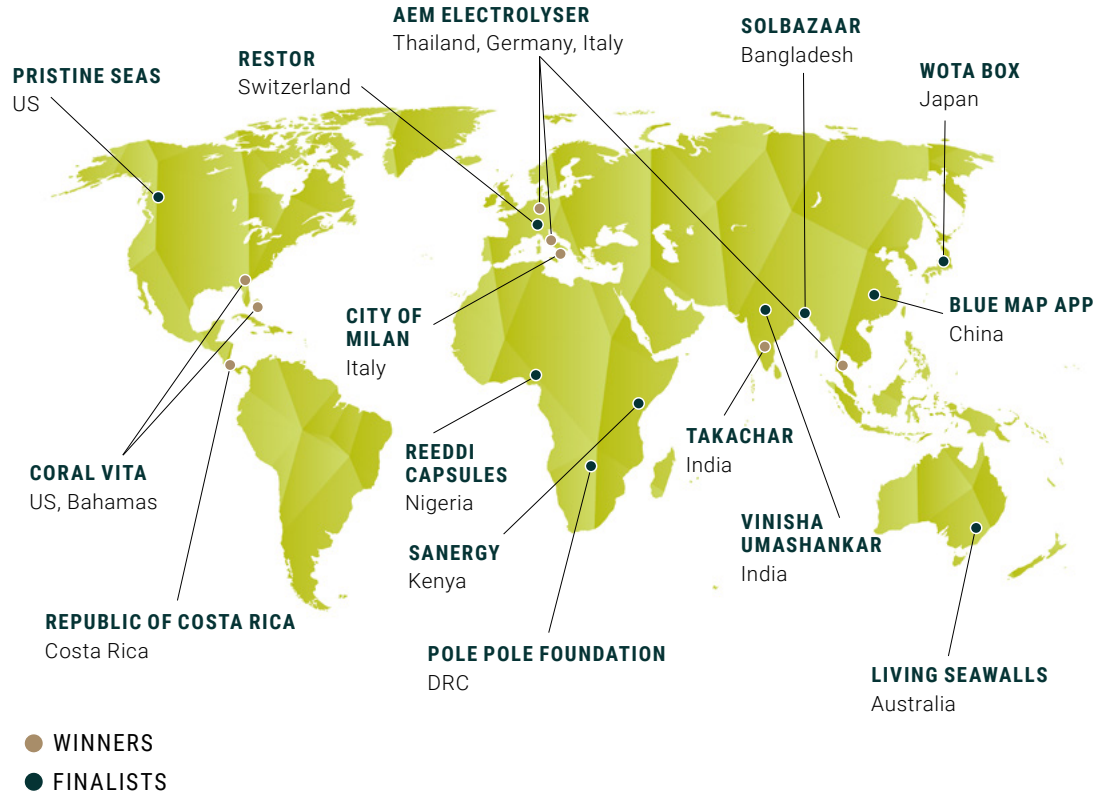 AEM ELECTROLYSER
Thailand, Germany, Italy
SOLBAZAAR
Bangladesh
RESTOR
Switzerland
PRISTINE SEAS
US
WOTA BOX
Japan
CITY OF
MILAN
Italy
BLUE MAP APP
China
TAKACHAR
India
REEDDI
CAPSULES
Nigeria
CORAL VITA
US, Bahamas
VINISHA
UMASHANKAR
India
SANERGY
Kenya
REPUBLIC OF COSTA RICA
Costa Rica
POLE POLE FOUNDATION
DRC
LIVING SEAWALLS
Australia
WINNERS
FINALISTS